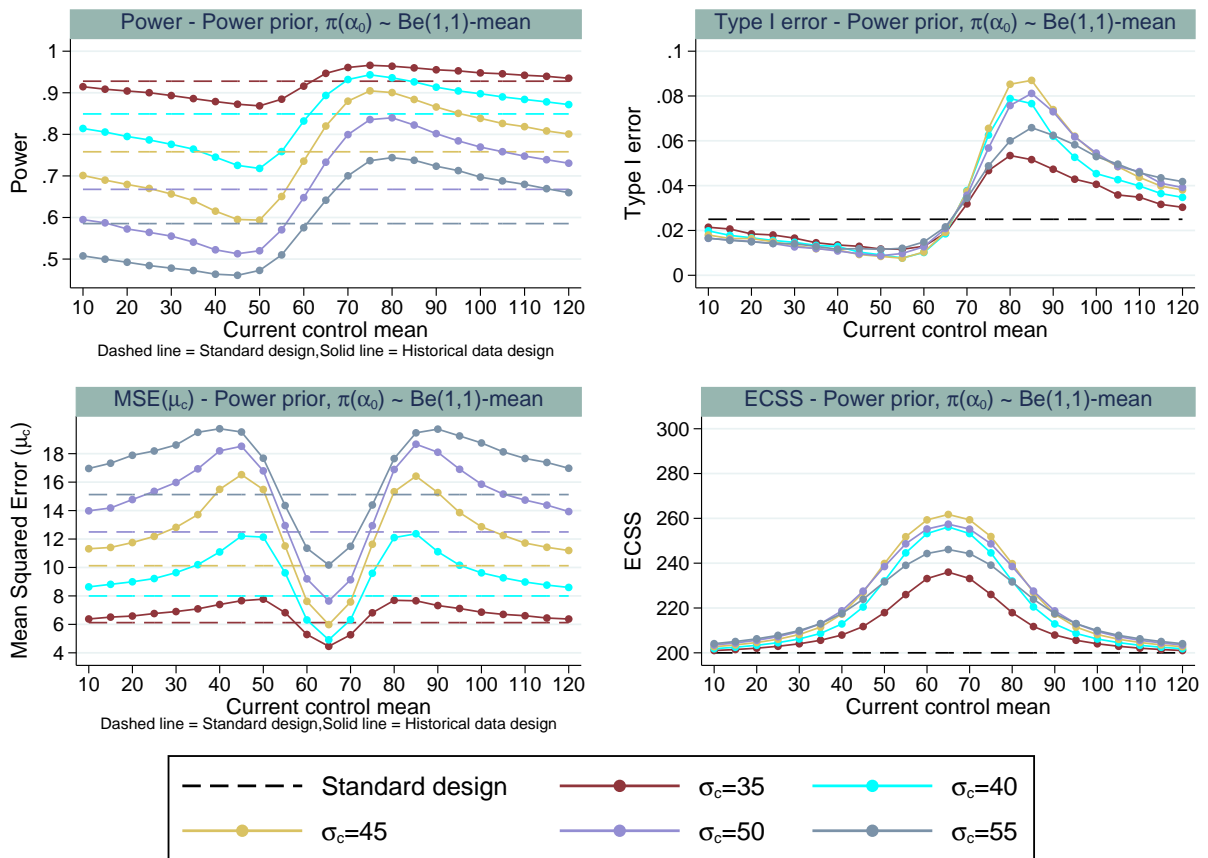 Power - Power prior, π(α₀) ~ Be(1,1)-mean
1
.9
.8
.7
.6
.5
Power
10 20 30 40 50 60 70 80 90 100 110 120
Current control mean
Dashed line = Standard design,Solid line = Historical data design
Type I error - Power prior, π(α₀) ~ Be(1,1)-mean
.1
.08
.06
.04
.02
0
Type I error
10 20 30 40 50 60 70 80 90 100 110 120
Current control mean
MSE(μ꜀) - Power prior, π(α₀) ~ Be(1,1)-mean
18
16
14
12
10
8
6
4
Mean Squared Error (μ꜀)
10 20 30 40 50 60 70 80 90 100 110 120
Current control mean
Dashed line = Standard design,Solid line = Historical data design
ECSS - Power prior, π(α₀) ~ Be(1,1)-mean
300
280
260
240
220
200
ECSS
10 20 30 40 50 60 70 80 90 100 110 120
Current control mean
Standard design σ꜀=35 σ꜀=40
σ꜀=45 σ꜀=50 σ꜀=55